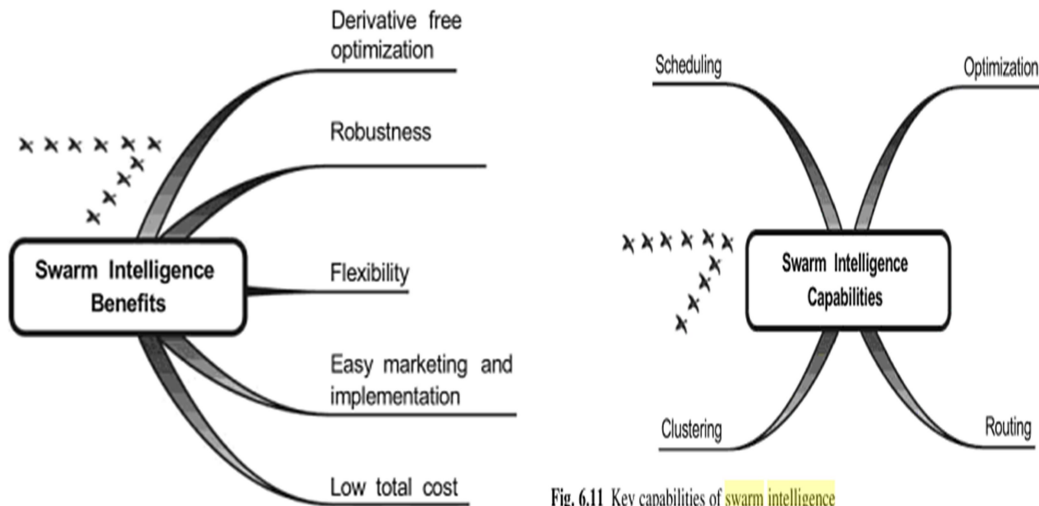 Derivative free
optimization
Robustness
Swarm Intelligence
Benefits
Flexibility
Easy marketing and
implementation
Low total cost
Scheduling
Optimization
Swarm Intelligence
Capabilities
Clustering
Routing
Fig. 6.11 Key capabilities of swarm intelligence